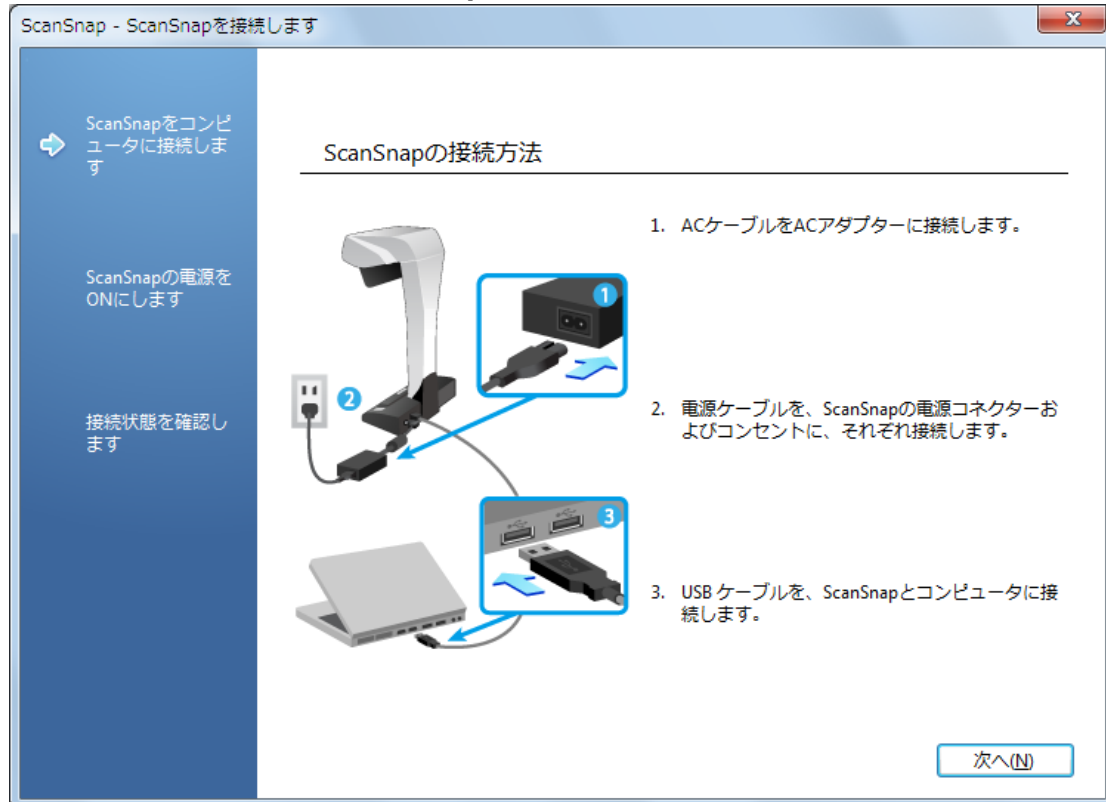 ScanSnap - ScanSnapを接続します
ScanSnapをコンピ
ュータに接続しま
す
ScanSnapの電源を
ONにします
接続状態を確認し
ます
ScanSnapの接続方法
1
2
3
1. ACケーブルをACアダプターに接続します。
2. 電源ケーブルを、ScanSnapの電源コネクターお
よびコンセントに、それぞれ接続します。
3. USB ケーブルを、ScanSnapとコンピュータに接
続します。
次へ(N)